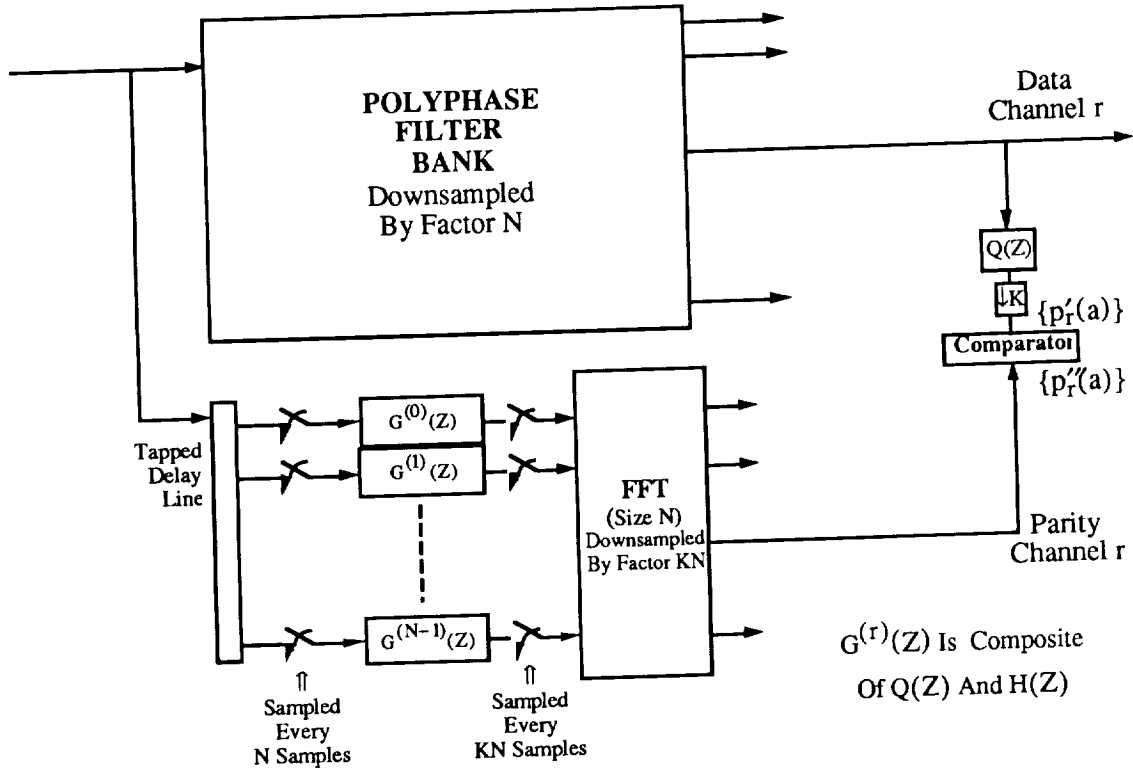 POLYPHASE
FILTER
BANK
Downsampled
By Factor N
Data
Channel r
Q(Z)
↓K
{p′r(a)}
Comparator
{p‴r(a)}
Tapped
Delay
Line
G(0)(Z)
G(1)(Z)
G(N−1)(Z)
FFT
(Size N)
Downsampled
By Factor KN
Parity
Channel r
⇑
Sampled
Every
N Samples
⇑
Sampled
Every
KN Samples
G(r)(Z) Is Composite
Of Q(Z) And H(Z)